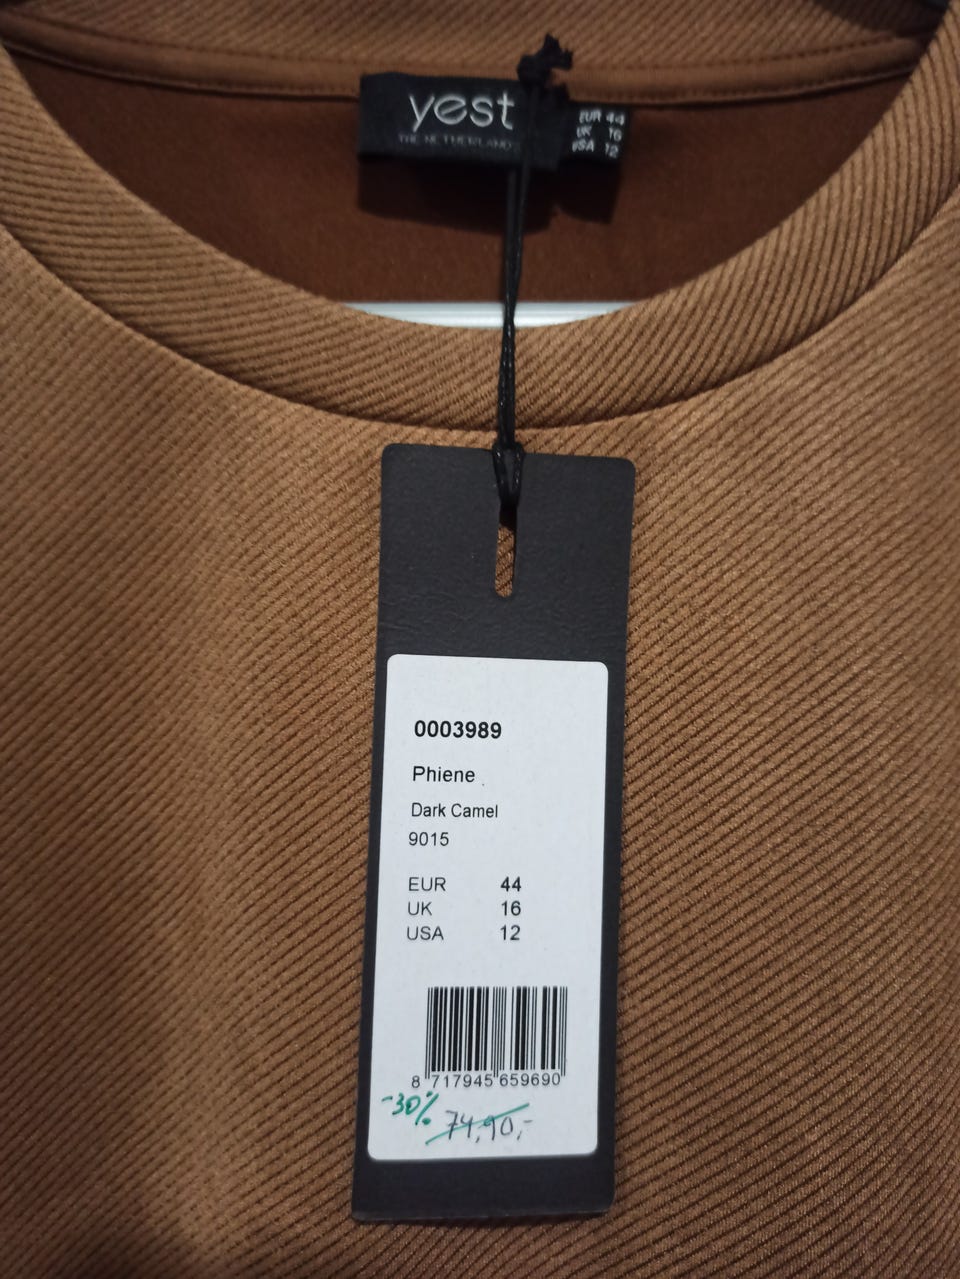 yest
THE NETHERLANDS
EUR 44
UK 16
USA 12
0003989
Phiene
Dark Camel
9015
EUR 44
UK 16
USA 12
8 717945 659690
-30%
74,90,-